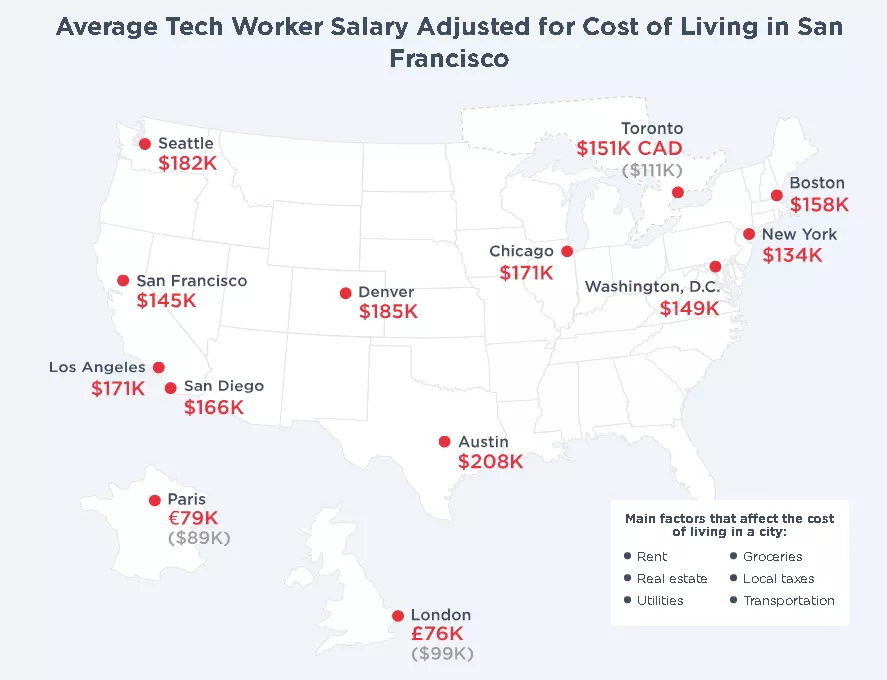 Average Tech Worker Salary Adjusted for Cost of Living in San
Francisco
Seattle
$182K
Toronto
$151K CAD
($111K)
Boston
$158K
New York
$134K
Chicago
$171K
Washington, D.C.
$149K
San Francisco
$145K
Denver
$185K
Los Angeles
$171K
San Diego
$166K
Austin
$208K
Paris
€79K
($89K)
London
£76K
($99K)
Main factors that affect the cost
of living in a city:
Rent
Real estate
Utilities
Groceries
Local taxes
Transportation